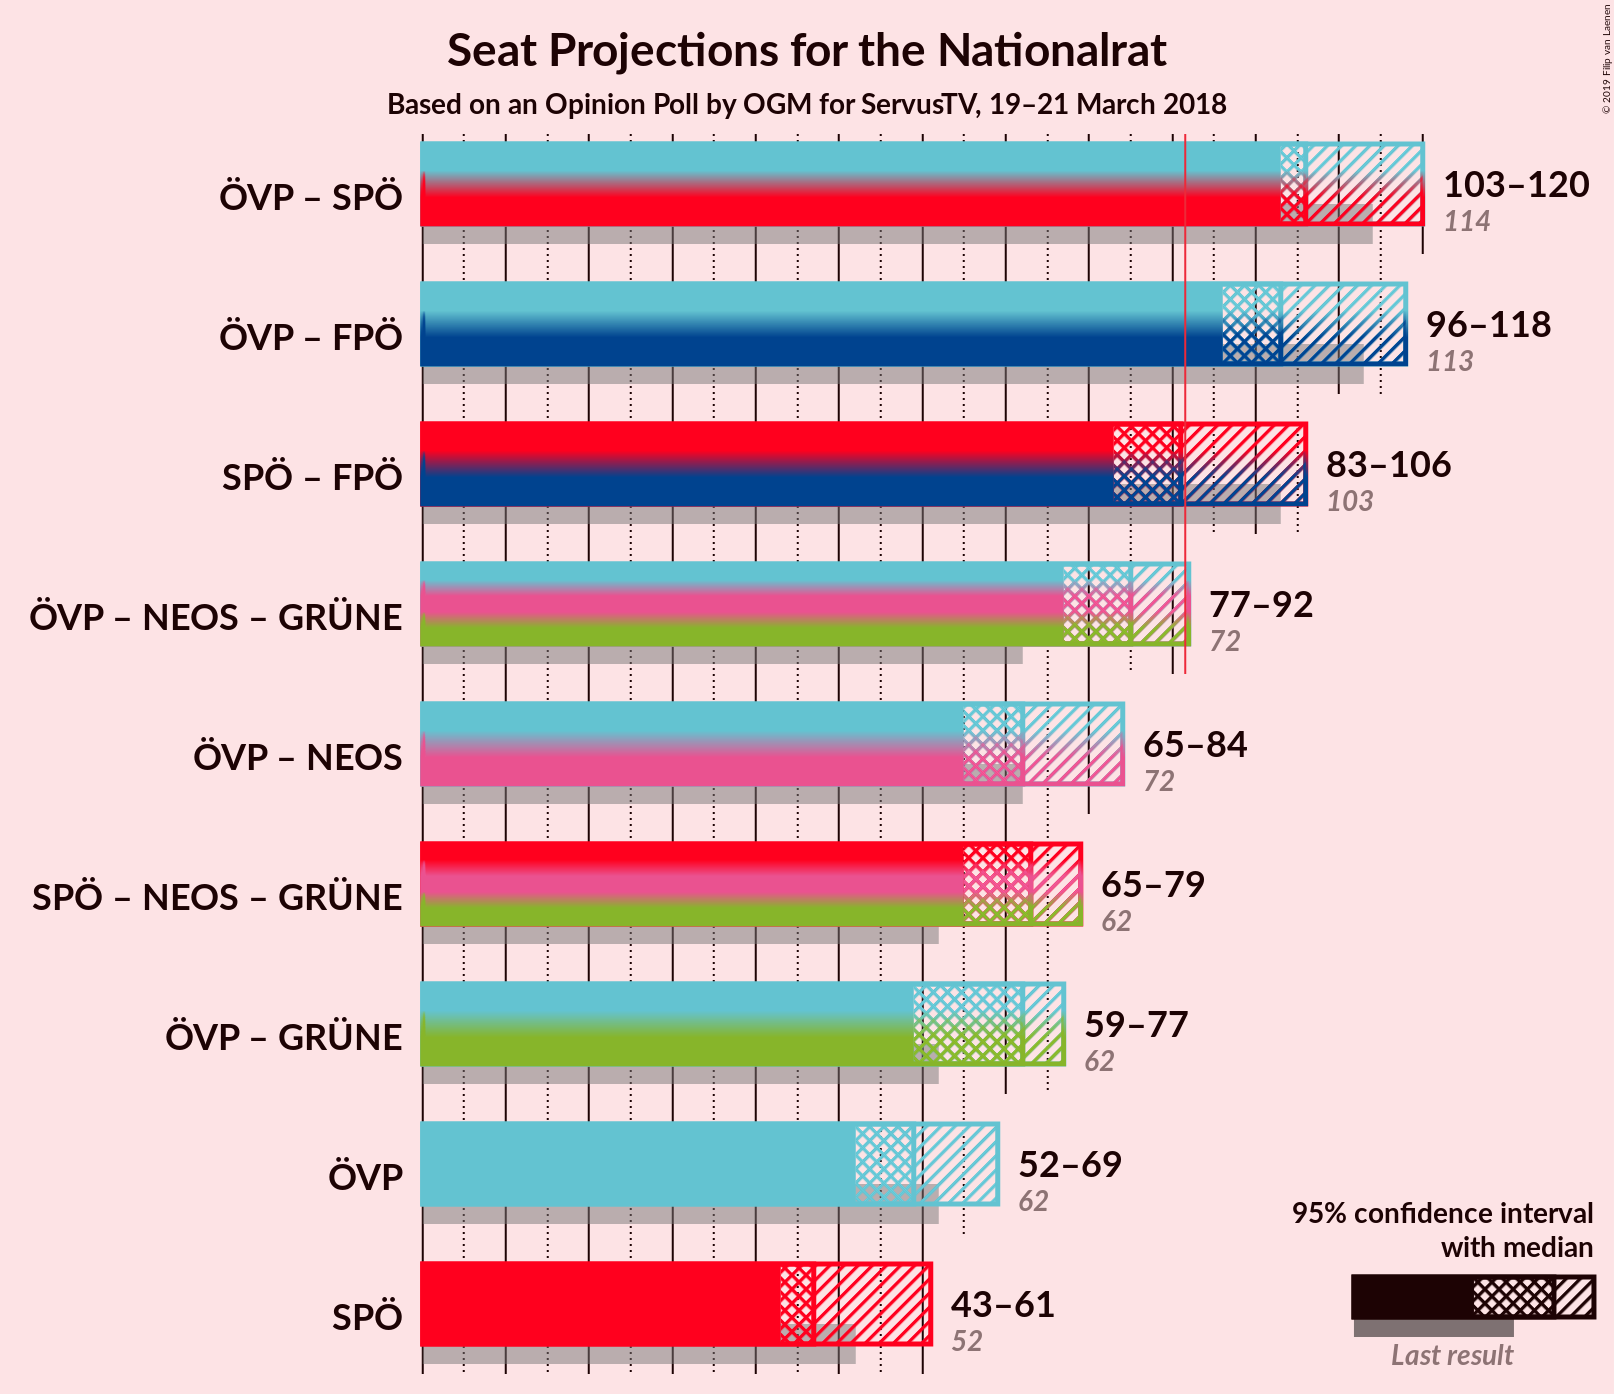 Seat Projections for the Nationalrat
Based on an Opinion Poll by OGM for ServusTV, 19–21 March 2018
© 2019 Filip van Laenen
ÖVP – SPÖ
103–120
114
ÖVP – FPÖ
96–118
113
SPÖ – FPÖ
83–106
103
ÖVP – NEOS – GRÜNE
77–92
72
ÖVP – NEOS
65–84
72
SPÖ – NEOS – GRÜNE
65–79
62
ÖVP – GRÜNE
59–77
62
ÖVP
52–69
62
SPÖ
43–61
52
95% confidence interval
with median
Last result